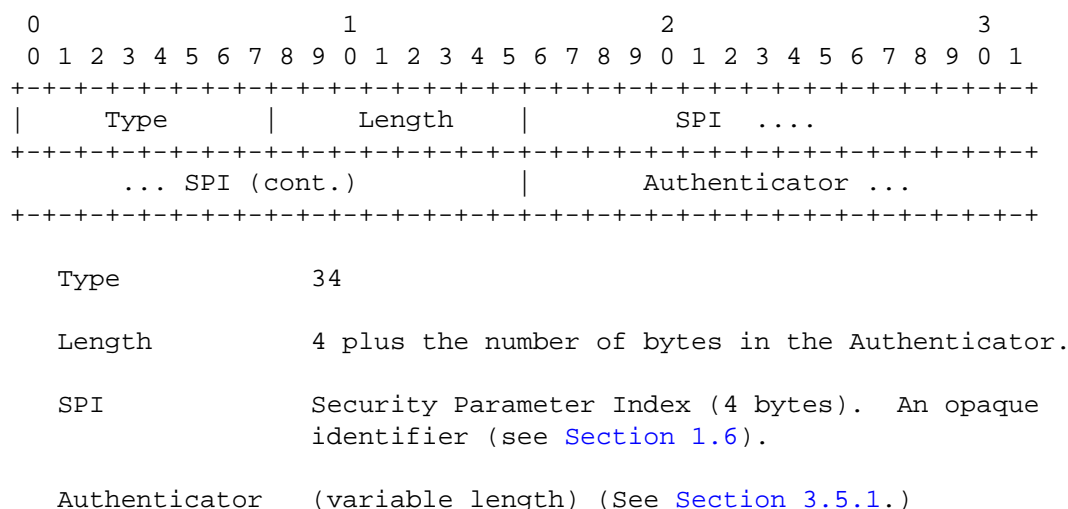 0                   1                   2                   3
0 1 2 3 4 5 6 7 8 9 0 1 2 3 4 5 6 7 8 9 0 1 2 3 4 5 6 7 8 9 0 1
+-+-+-+-+-+-+-+-+-+-+-+-+-+-+-+-+-+-+-+-+-+-+-+-+-+-+-+-+-+-+-+-+
|     Type      |     Length    |         SPI  ....
+-+-+-+-+-+-+-+-+-+-+-+-+-+-+-+-+-+-+-+-+-+-+-+-+-+-+-+-+-+-+-+-+
... SPI (cont.)          |       Authenticator ...
+-+-+-+-+-+-+-+-+-+-+-+-+-+-+-+-+-+-+-+-+-+-+-+-+-+-+-+-+-+-+-+-+
Type            34
Length          4 plus the number of bytes in the Authenticator.
SPI             Security Parameter Index (4 bytes).  An opaque
identifier (see Section 1.6).
Authenticator   (variable length) (See Section 3.5.1.)